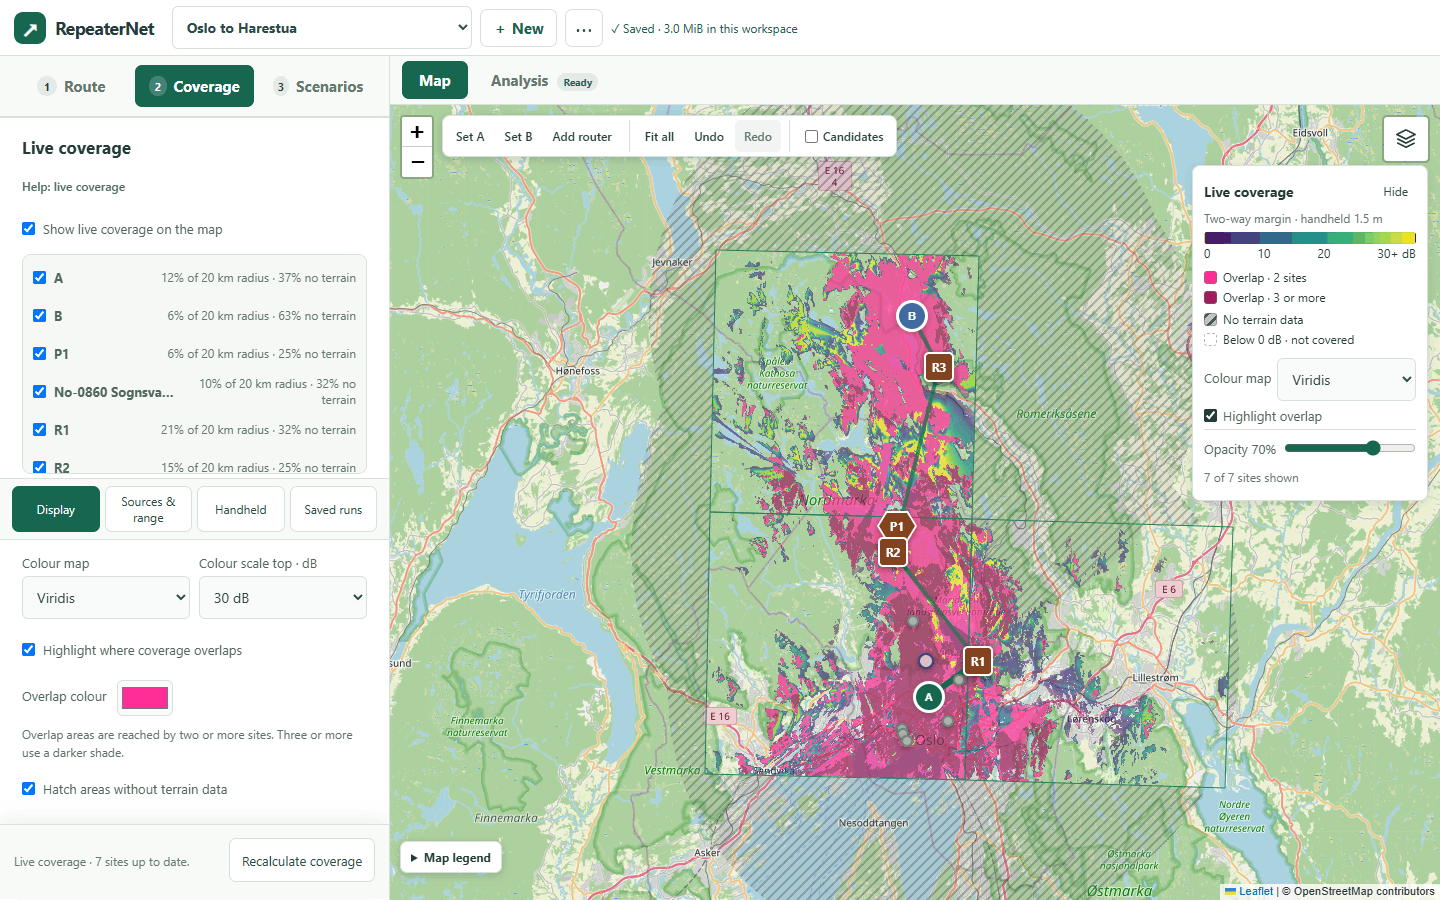 RepeaterNet
Oslo to Harestua
+ New
...
✓ Saved · 3.0 MiB in this workspace
1 Route
2 Coverage
3 Scenarios
Map
Analysis Ready
Live coverage
Help: live coverage
Show live coverage on the map
A 12% of 20 km radius · 37% no terrain
B 6% of 20 km radius · 63% no terrain
P1 6% of 20 km radius · 25% no terrain
No-0860 Sognsva... 10% of 20 km radius · 32% no
terrain
R1 21% of 20 km radius · 32% no terrain
R2 15% of 20 km radius · 25% no terrain
Display
Sources &
range
Handheld
Saved runs
Colour map
Colour scale top · dB
Viridis
30 dB
Highlight where coverage overlaps
Overlap colour
Overlap areas are reached by two or more sites. Three or more
use a darker shade.
Hatch areas without terrain data
Live coverage · 7 sites up to date.
Recalculate coverage
+
−
Set A
Set B
Add router
Fit all
Undo
Redo
Candidates
Live coverage
Hide
Two-way margin · handheld 1.5 m
0 10 20 30+ dB
Overlap · 2 sites
Overlap · 3 or more
No terrain data
Below 0 dB · not covered
Colour map Viridis
Highlight overlap
Opacity 70%
7 of 7 sites shown
Eidsvoll
E 16
4
Jevnaker
B
R3
Hønefoss
naturreservat
Romeriksåsene
Nordmarka
P1
R2
Tyrifjorden
E 6
sund
R1
Lillestrøm
A
E 16
Lørenskog
Finnemarka
naturreservat
Oslo
Vestmarka
Sandvika
Nordre
Øyeren
naturreservat
Finnemarka
Nesoddtangen
Asker
Østmarka
nasjonalpark
Østmarka
▶ Map legend
Leaflet | © OpenStreetMap contributors